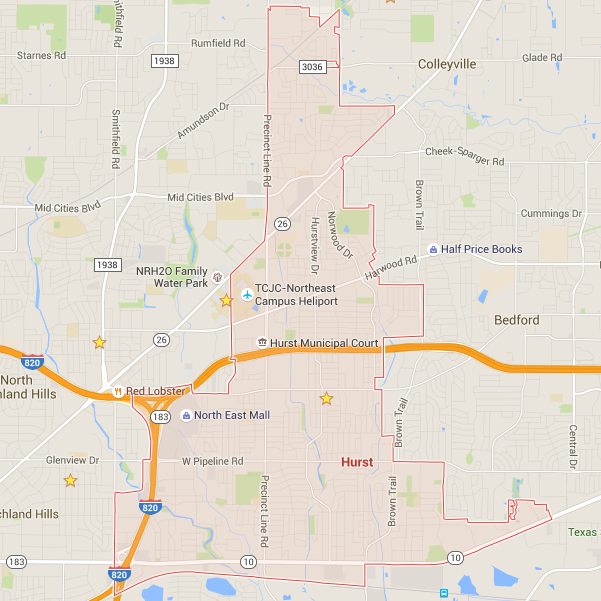 Smithfield Rd
Starnes Rd
Rumfield Rd
1938
3036
Colleyville
Glade Rd
Amundson Dr
Smithfield Rd
Precinct Line Rd
Cheek-Sparger Rd
Mid Cities Blvd
Mid Cities Blvd
Brown Trail
Cummings Dr
26
Hurstview Dr
Norwood Dr
Half Price Books
Harwood Rd
1938
NRH2O Family
Water Park
TCJC-Northeast
Campus Heliport
Bedford
26
Hurst Municipal Court
820
North
hland Hills
Red Lobster
183
North East Mall
Brown Trail
Central Dr
Glenview Dr
W Pipeline Rd
Hurst
Precinct Line Rd
Brown Trail
820
chland Hills
Texas
183
10
10
820